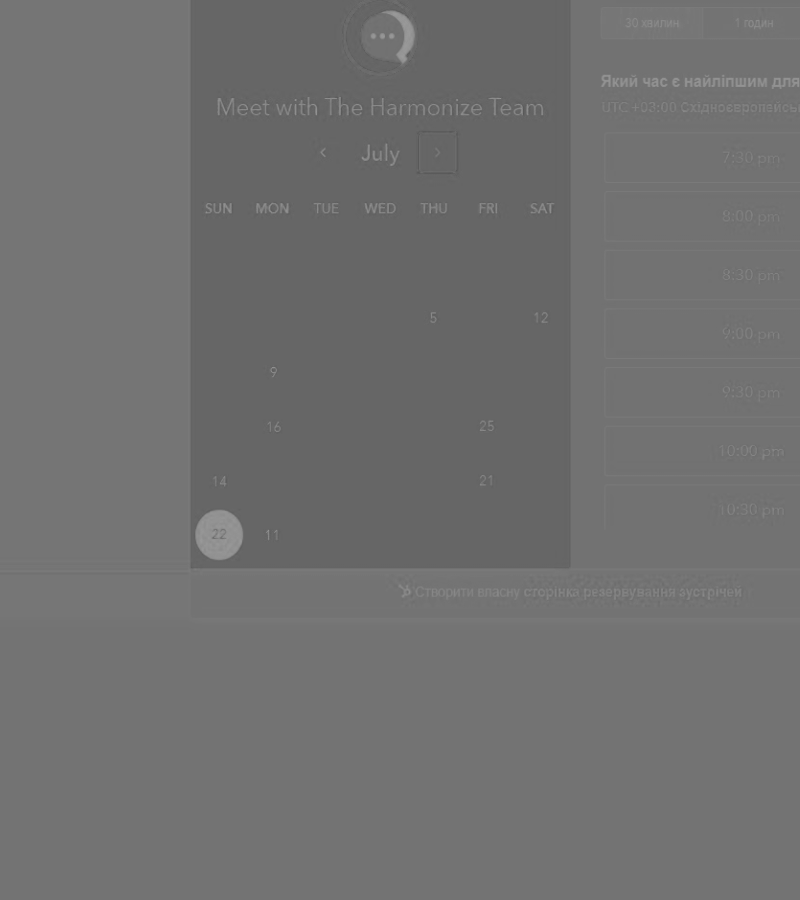 Meet with The Harmonize Team
July
SUN MON TUE WED THU FRI SAT
5 12
9
16 25
14 21
22 11
30 хвилин 1 годин
Який час є найліпшим для
UTC +03:00 Східноєвропейськ
7:30 pm
8:00 pm
8:30 pm
9:00 pm
9:30 pm
10:00 pm
10:30 pm
Створити власну сторінка резервування зустрічей